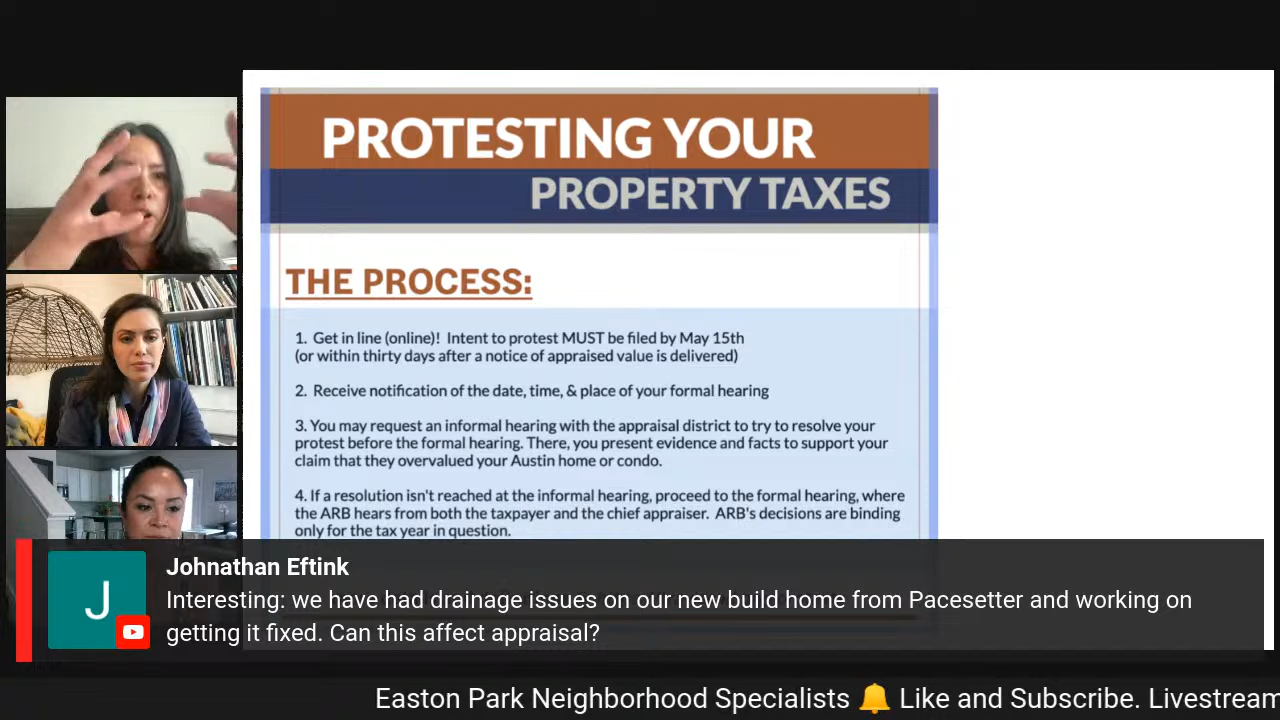 PROTESTING YOUR
PROPERTY TAXES
THE PROCESS:
1. Get in line (online)! Intent to protest MUST be filed by May 15th
(or within thirty days after a notice of appraised value is delivered)
2. Receive notification of the date, time, & place of your formal hearing
3. You may request an informal hearing with the appraisal district to try to resolve your
protest before the formal hearing. There, you present evidence and facts to support your
claim that they overvalued your Austin home or condo.
4. If a resolution isn't reached at the informal hearing, proceed to the formal hearing, where
the ARB hears from both the taxpayer and the chief appraiser. ARB's decisions are binding
only for the tax year in question.
J
Johnathan Eftink
Interesting: we have had drainage issues on our new build home from Pacesetter and working on
getting it fixed. Can this affect appraisal?
Easton Park Neighborhood Specialists 🔔 Like and Subscribe. Livestream